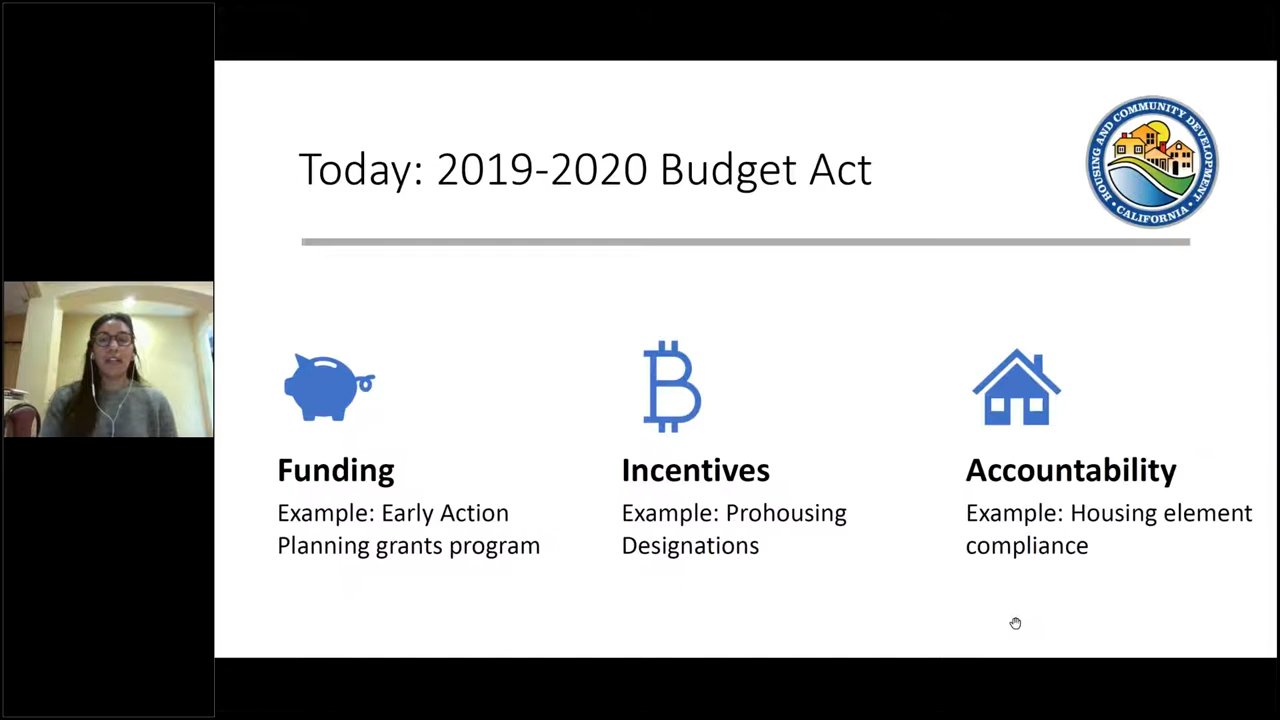 Today: 2019-2020 Budget Act
HOUSING AND COMMUNITY DEVELOPMENT
• CALIFORNIA •
Funding
Example: Early Action
Planning grants program
Incentives
Example: Prohousing
Designations
Accountability
Example: Housing element
compliance